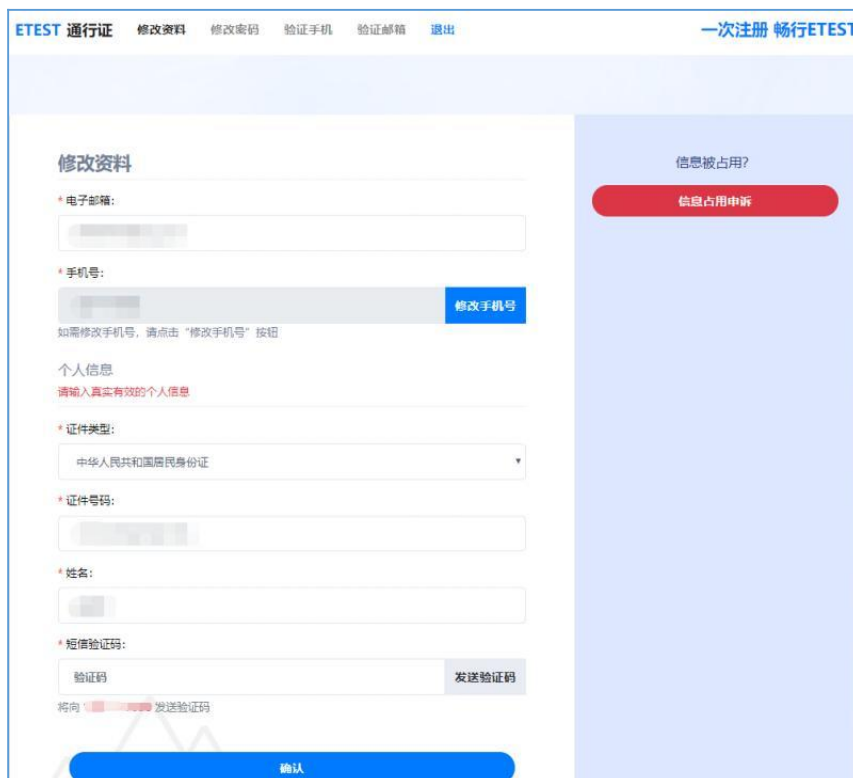 ETEST 通行证 修改资料 修改密码 验证手机 验证邮箱 退出 一次注册 畅行ETEST
修改资料
信息被占用?
信息占用申诉
* 电子邮箱:
* 手机号:
修改手机号
如需修改手机号，请点击“修改手机号”按钮
个人信息
请输入真实有效的个人信息
* 证件类型:
中华人民共和国居民身份证
* 证件号码:
* 姓名:
* 短信验证码:
验证码 发送验证码
将向 发送验证码
确认